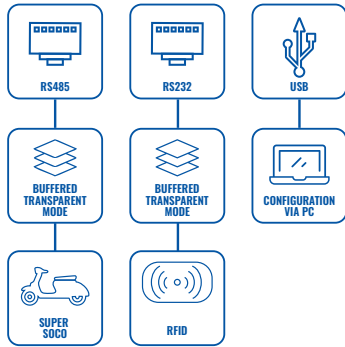 RS485
RS232
USB
BUFFERED
TRANSPARENT
MODE
BUFFERED
TRANSPARENT
MODE
CONFIGURATION
VIA PC
SUPER
SOCO
RFID